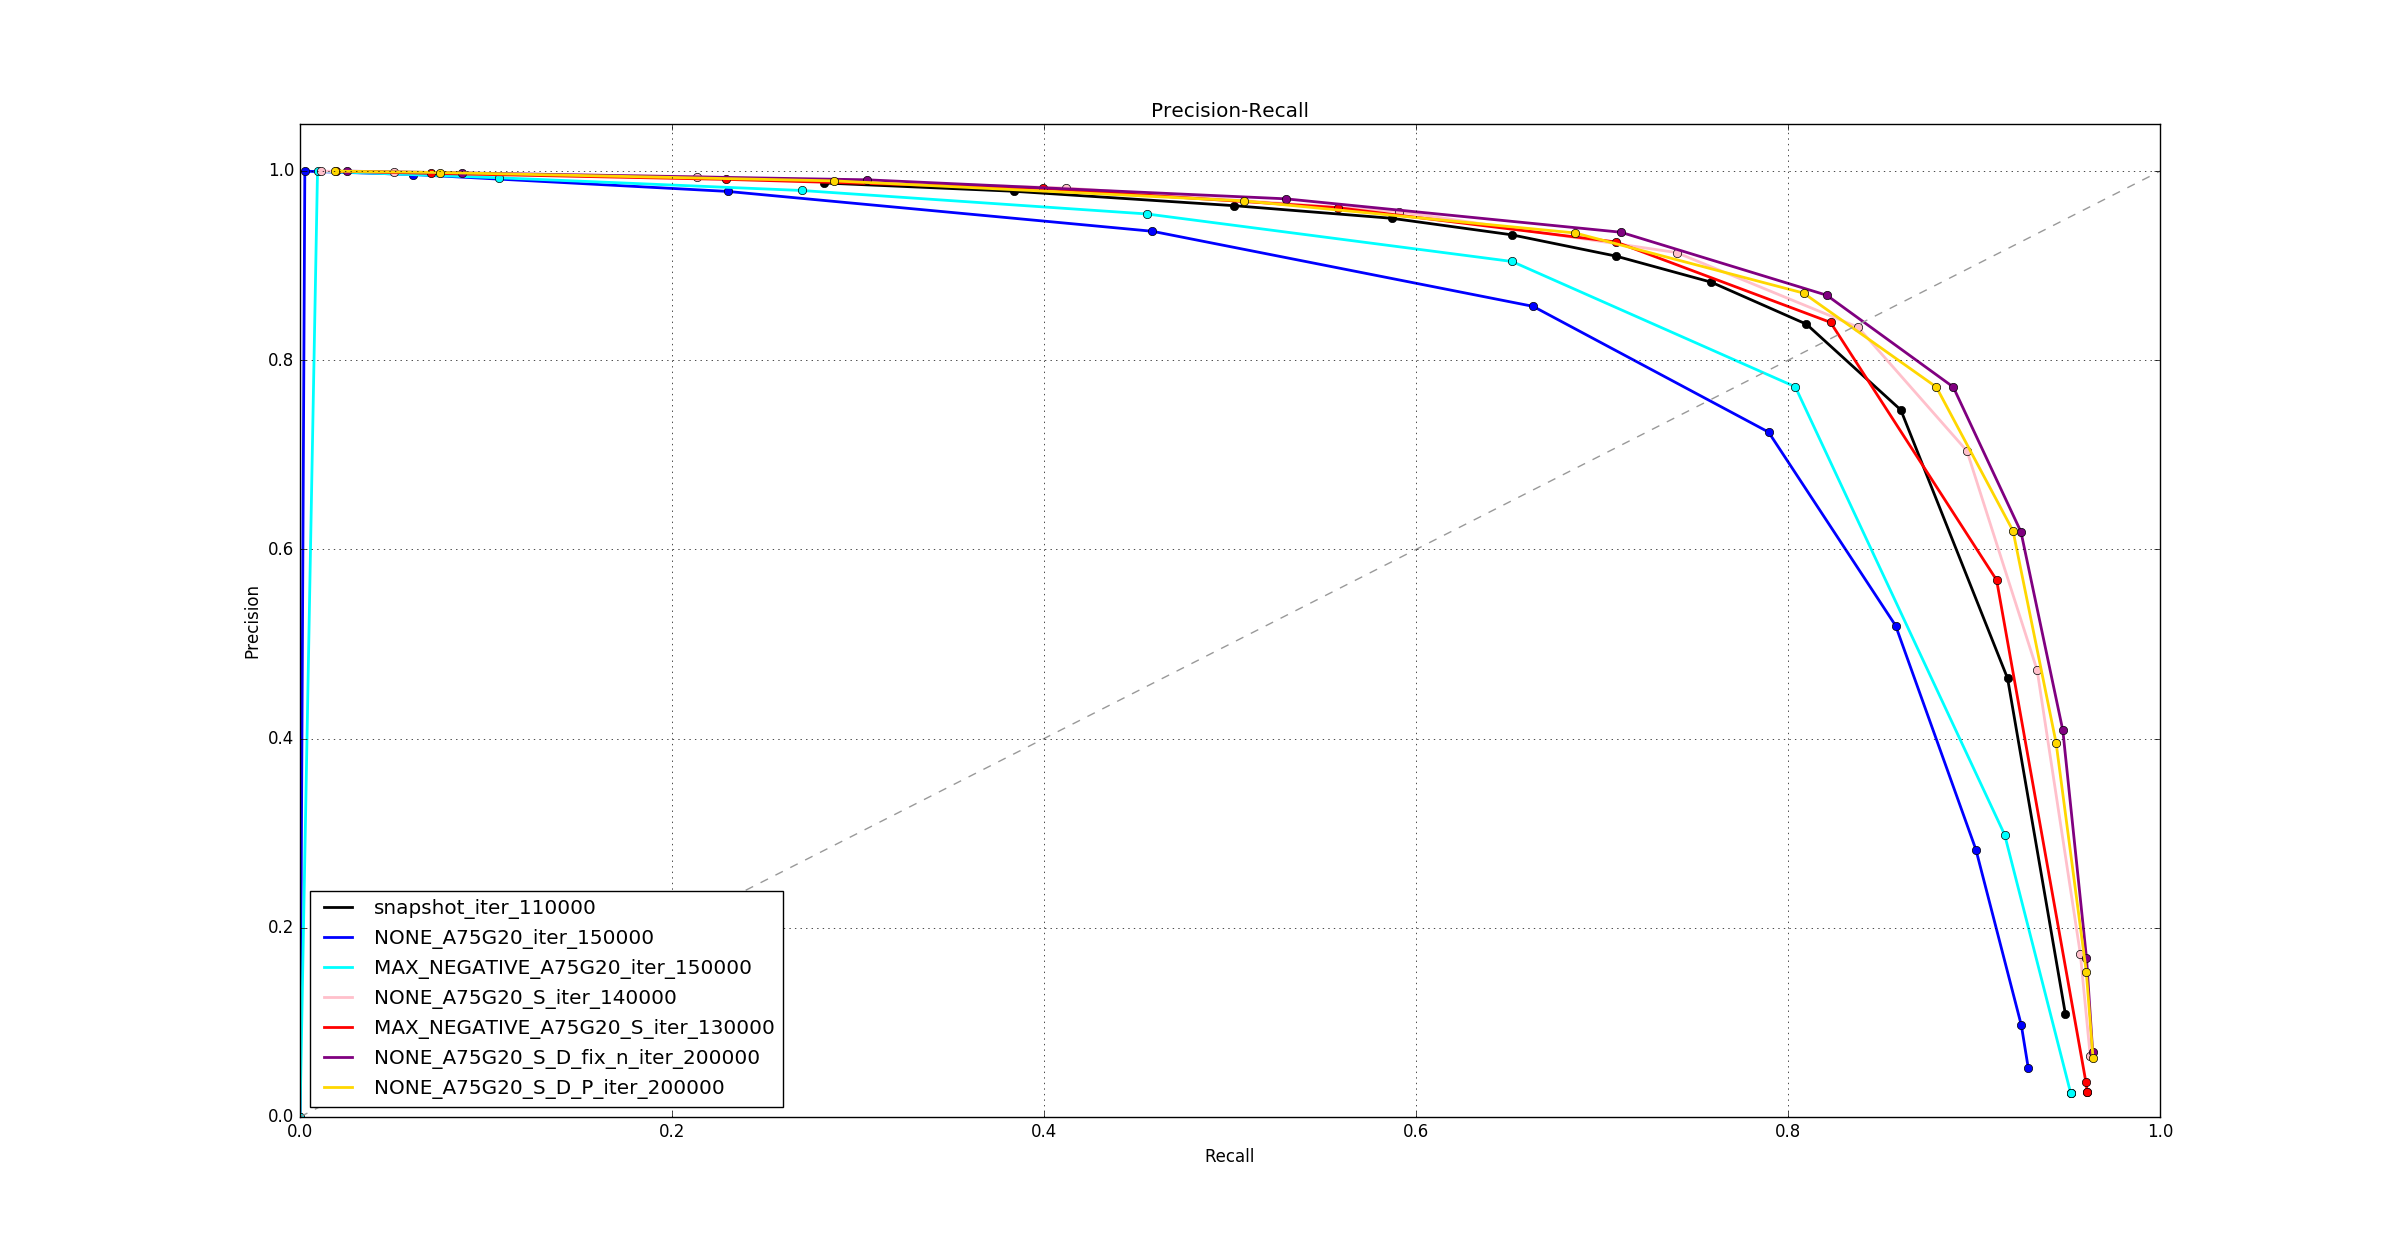 Precision-Recall
1.0
0.8
0.6
0.4
0.2
0.0
Precision
snapshot_iter_110000
NONE_A75G20_iter_150000
MAX_NEGATIVE_A75G20_iter_150000
NONE_A75G20_S_iter_140000
MAX_NEGATIVE_A75G20_S_iter_130000
NONE_A75G20_S_D_fix_n_iter_200000
NONE_A75G20_S_D_P_iter_200000
0.0 0.2 0.4 0.6 0.8 1.0
Recall